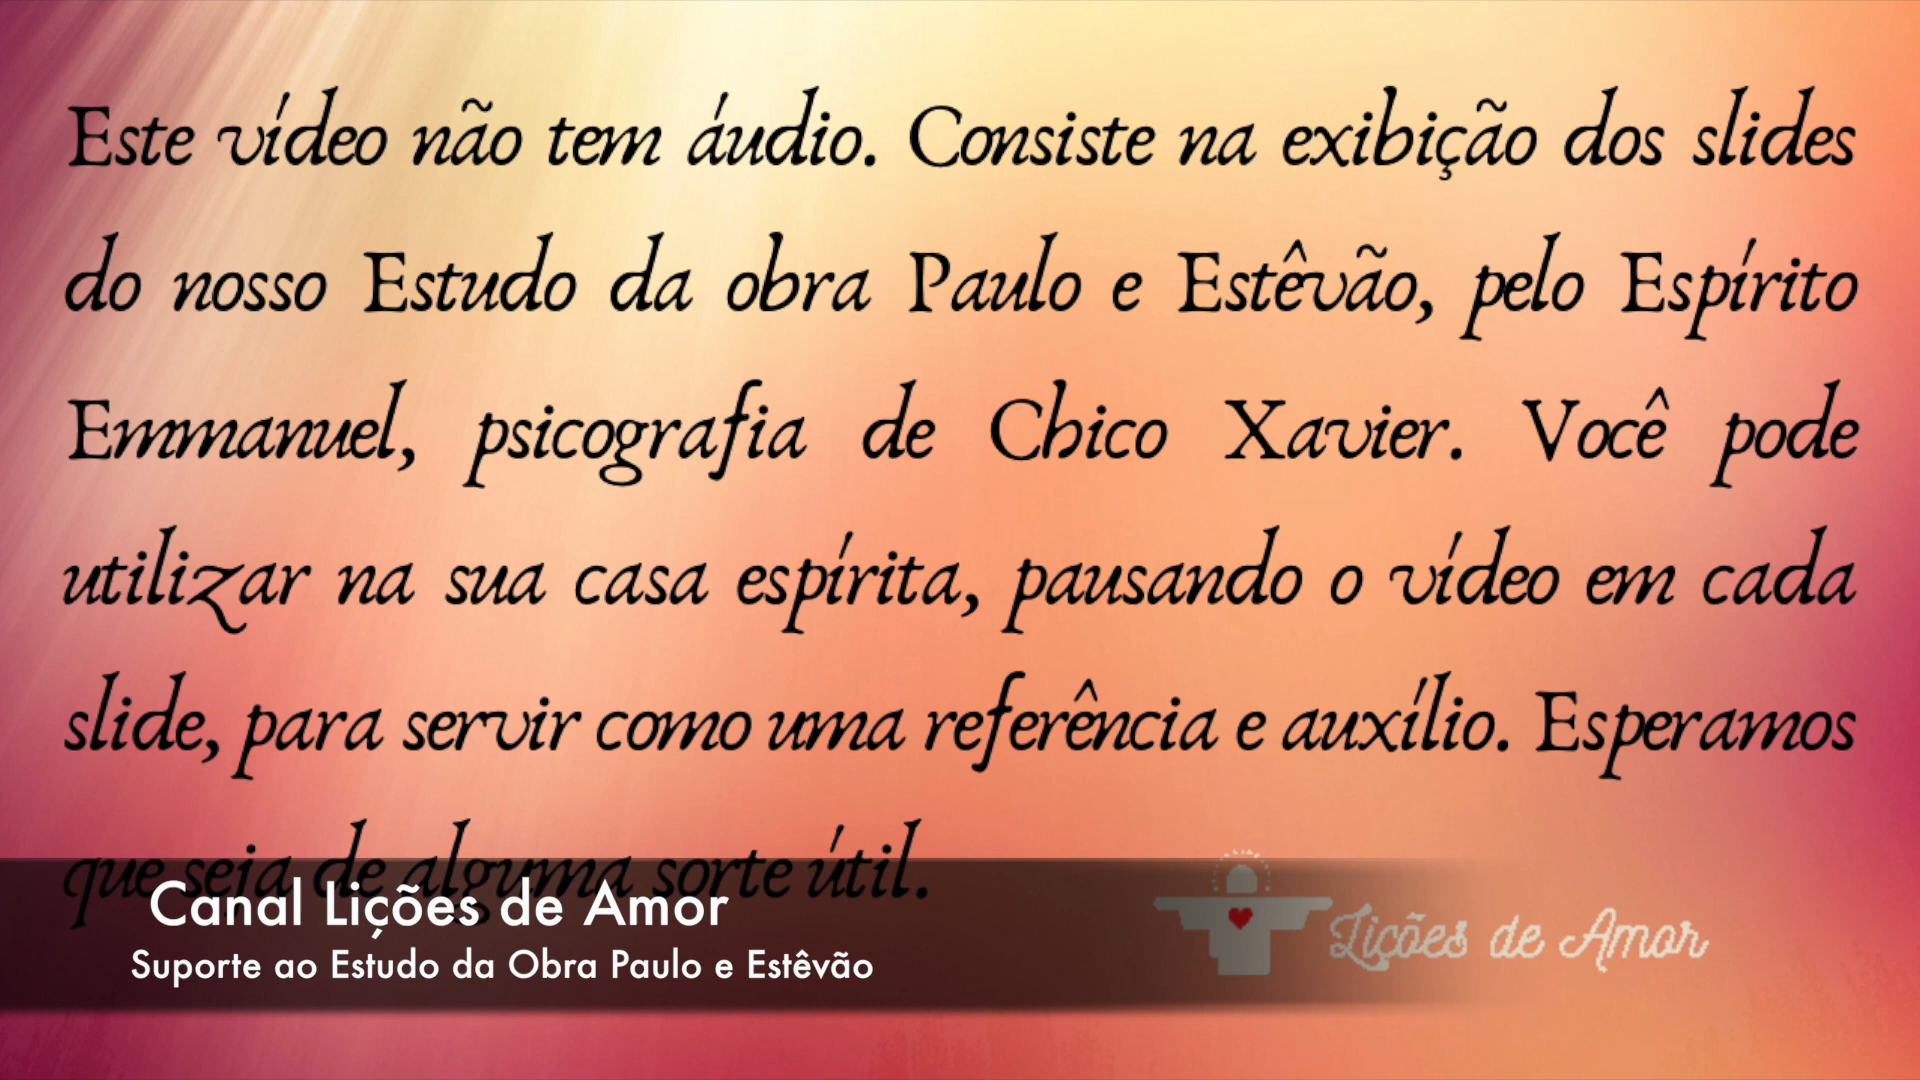 Este vídeo não tem áudio. Consiste na exibição dos slides
do nosso Estudo da obra Paulo e Estêvão, pelo Espírito
Emmanuel, psicografia de Chico Xavier. Você pode
utilizar na sua casa espírita, pausando o vídeo em cada
slide, para servir como uma referência e auxílio. Esperamos
que seja de alguma sorte útil.
Canal Lições de Amor
Suporte ao Estudo da Obra Paulo e Estêvão
Lições de Amor